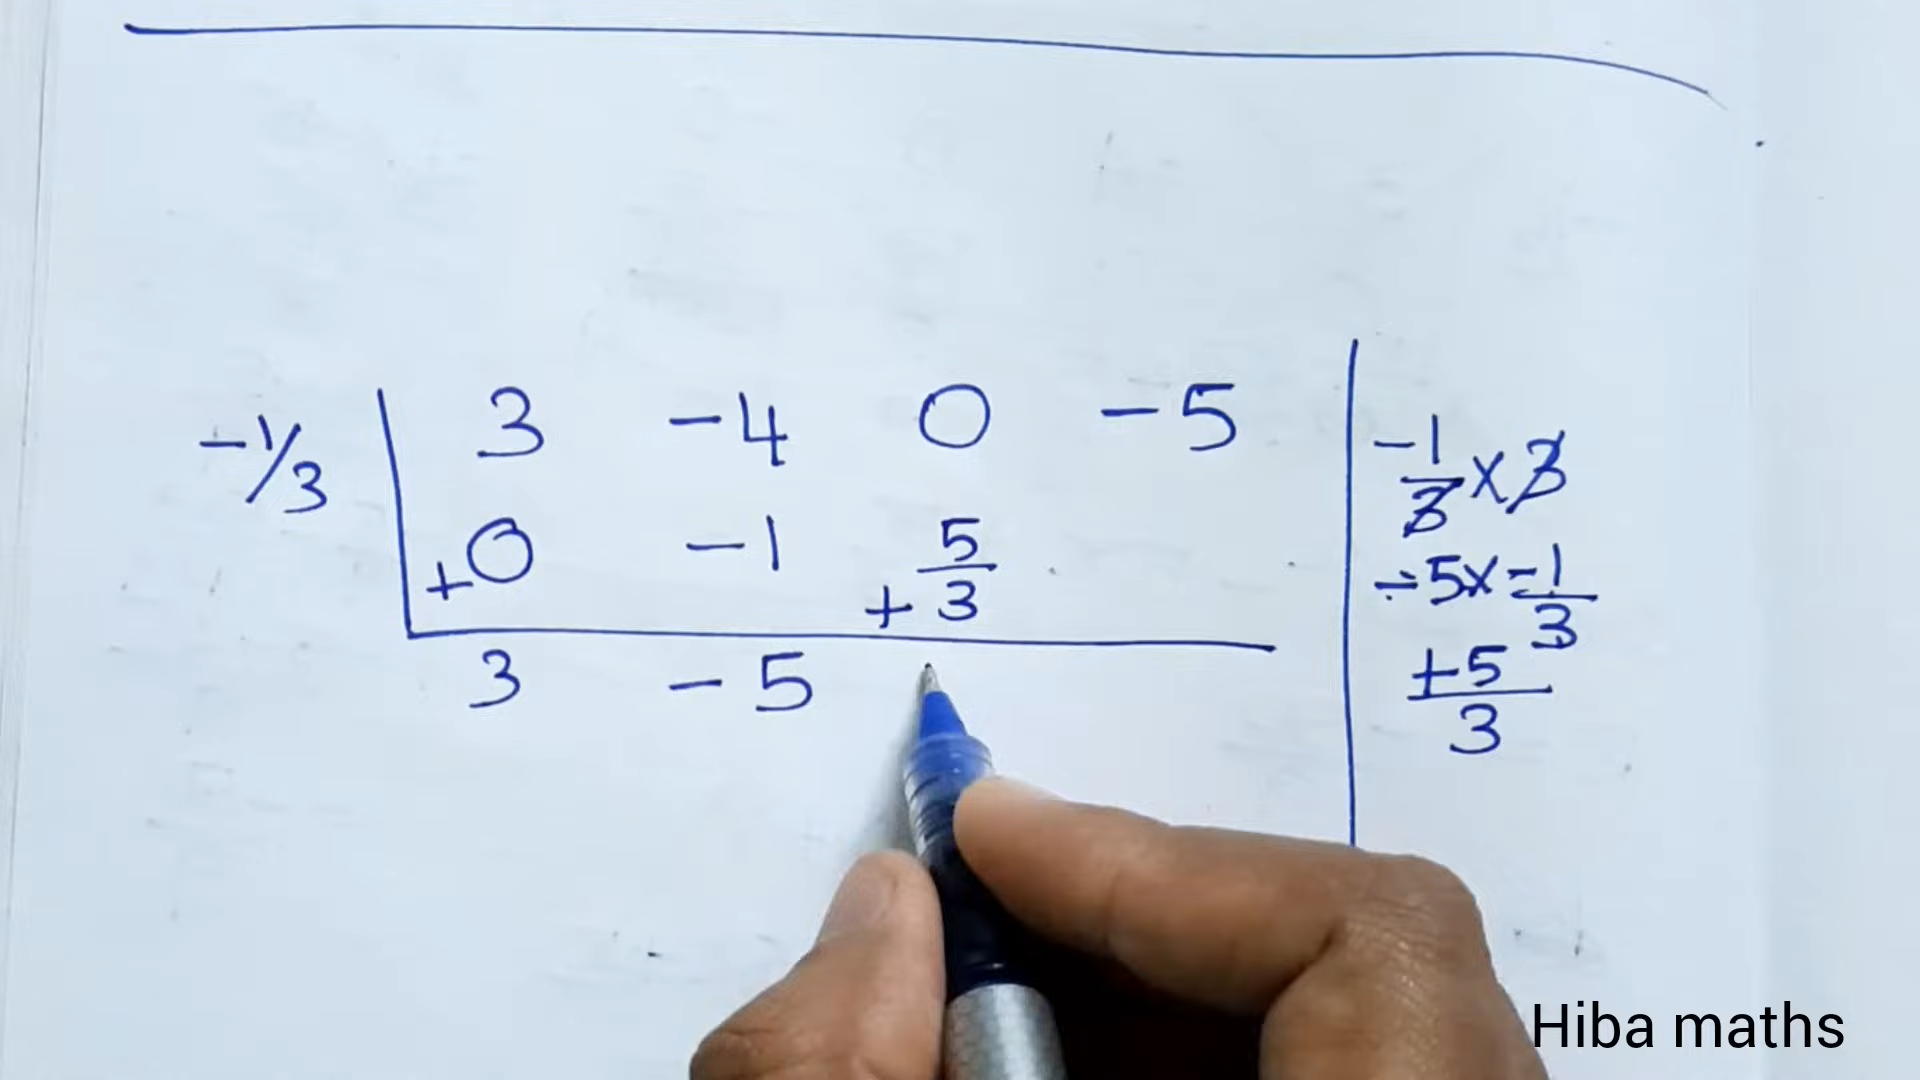 -1/3 3 -4 0 -5
+0 -1 +5/3
3 -5
-1/3 × 3
-5 × -1/3
+5/3
Hiba maths